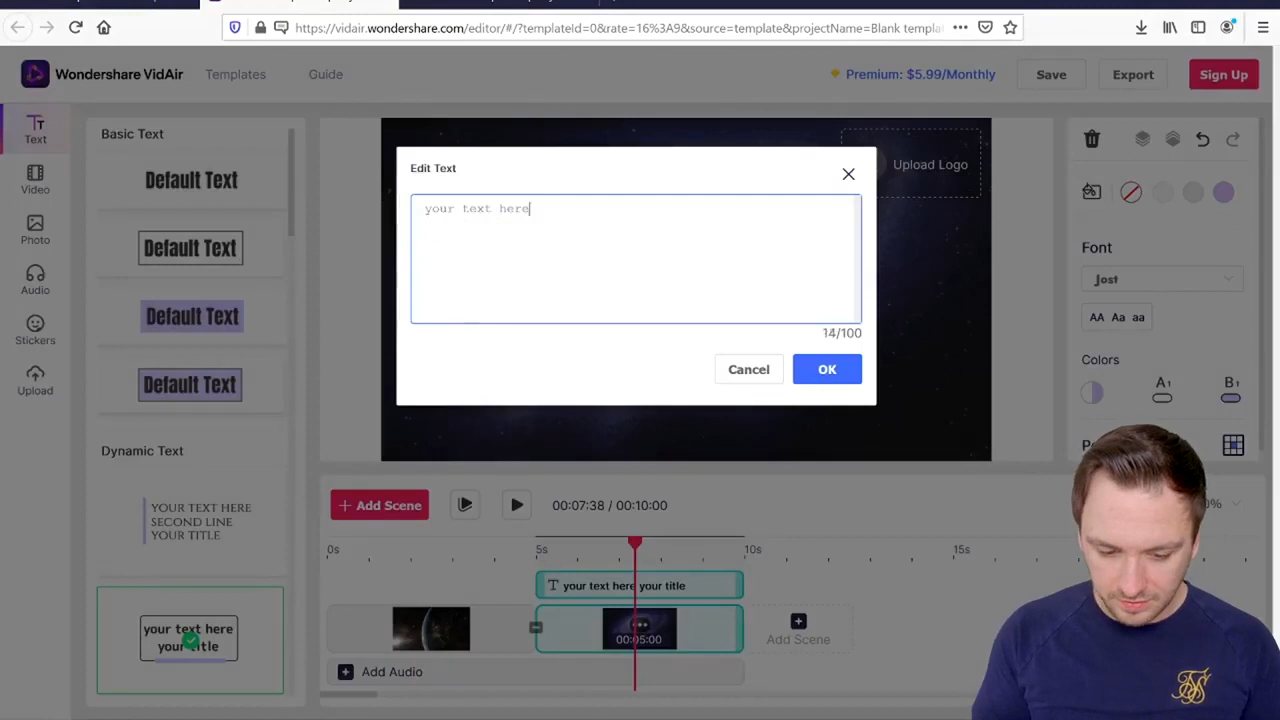 https://vidair.wondershare.com/editor/#/?templateId=0&rate=16%3A9&source=template&projectName=Blank templa
Wondershare VidAir
Templates
Guide
Premium: $5.99/Monthly
Save
Export
Sign Up
Text
Video
Photo
Audio
Stickers
Upload
Basic Text
Default Text
Default Text
Default Text
Default Text
Dynamic Text
YOUR TEXT HERE
SECOND LINE
YOUR TITLE
your text here
your title
Upload Logo
Edit Text
your text here
14/100
Cancel
OK
Font
Jost
AA Aa aa
Colors
A1
B1
Add Scene
00:07:38 / 00:10:00
0s
5s
10s
15s
your text here your title
00:05:00
Add Scene
Add Audio